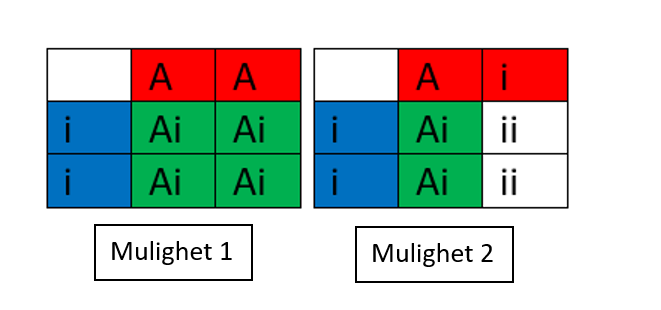 A A
i Ai Ai
i Ai Ai
Mulighet 1
A i
i Ai ii
i Ai ii
Mulighet 2